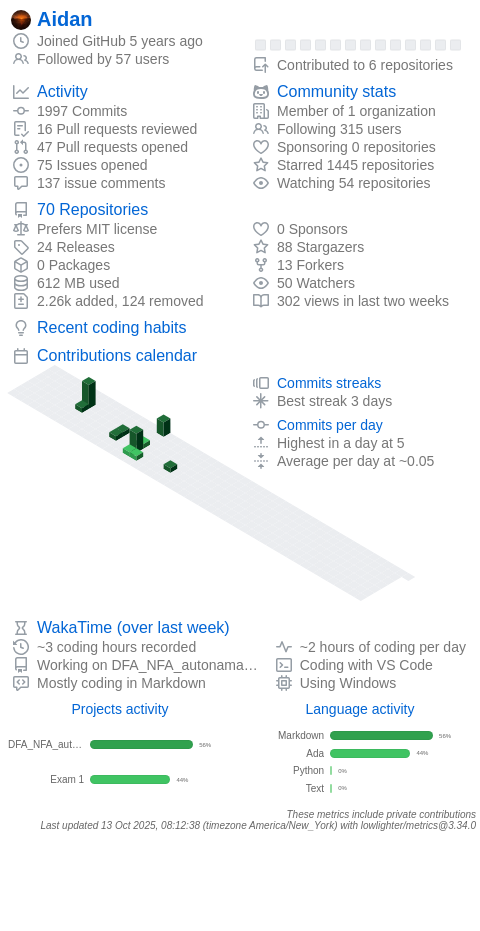 Aidan
Joined GitHub 5 years ago
Followed by 57 users
Contributed to 6 repositories
Activity
1997 Commits
16 Pull requests reviewed
47 Pull requests opened
75 Issues opened
137 issue comments
Community stats
Member of 1 organization
Following 315 users
Sponsoring 0 repositories
Starred 1445 repositories
Watching 54 repositories
70 Repositories
Prefers MIT license
24 Releases
0 Packages
612 MB used
2.26k added, 124 removed
0 Sponsors
88 Stargazers
13 Forkers
50 Watchers
302 views in last two weeks
Recent coding habits
Contributions calendar
Commits streaks
Best streak 3 days
Commits per day
Highest in a day at 5
Average per day at ~0.05
WakaTime (over last week)
~3 coding hours recorded
Working on DFA_NFA_autonama…
Mostly coding in Markdown
~2 hours of coding per day
Coding with VS Code
Using Windows
Projects activity
DFA_NFA_aut… 56%
Exam 1 44%
Language activity
Markdown 56%
Ada 44%
Python 0%
Text 0%
These metrics include private contributions
Last updated 13 Oct 2025, 08:12:38 (timezone America/New_York) with lowlighter/metrics@3.34.0